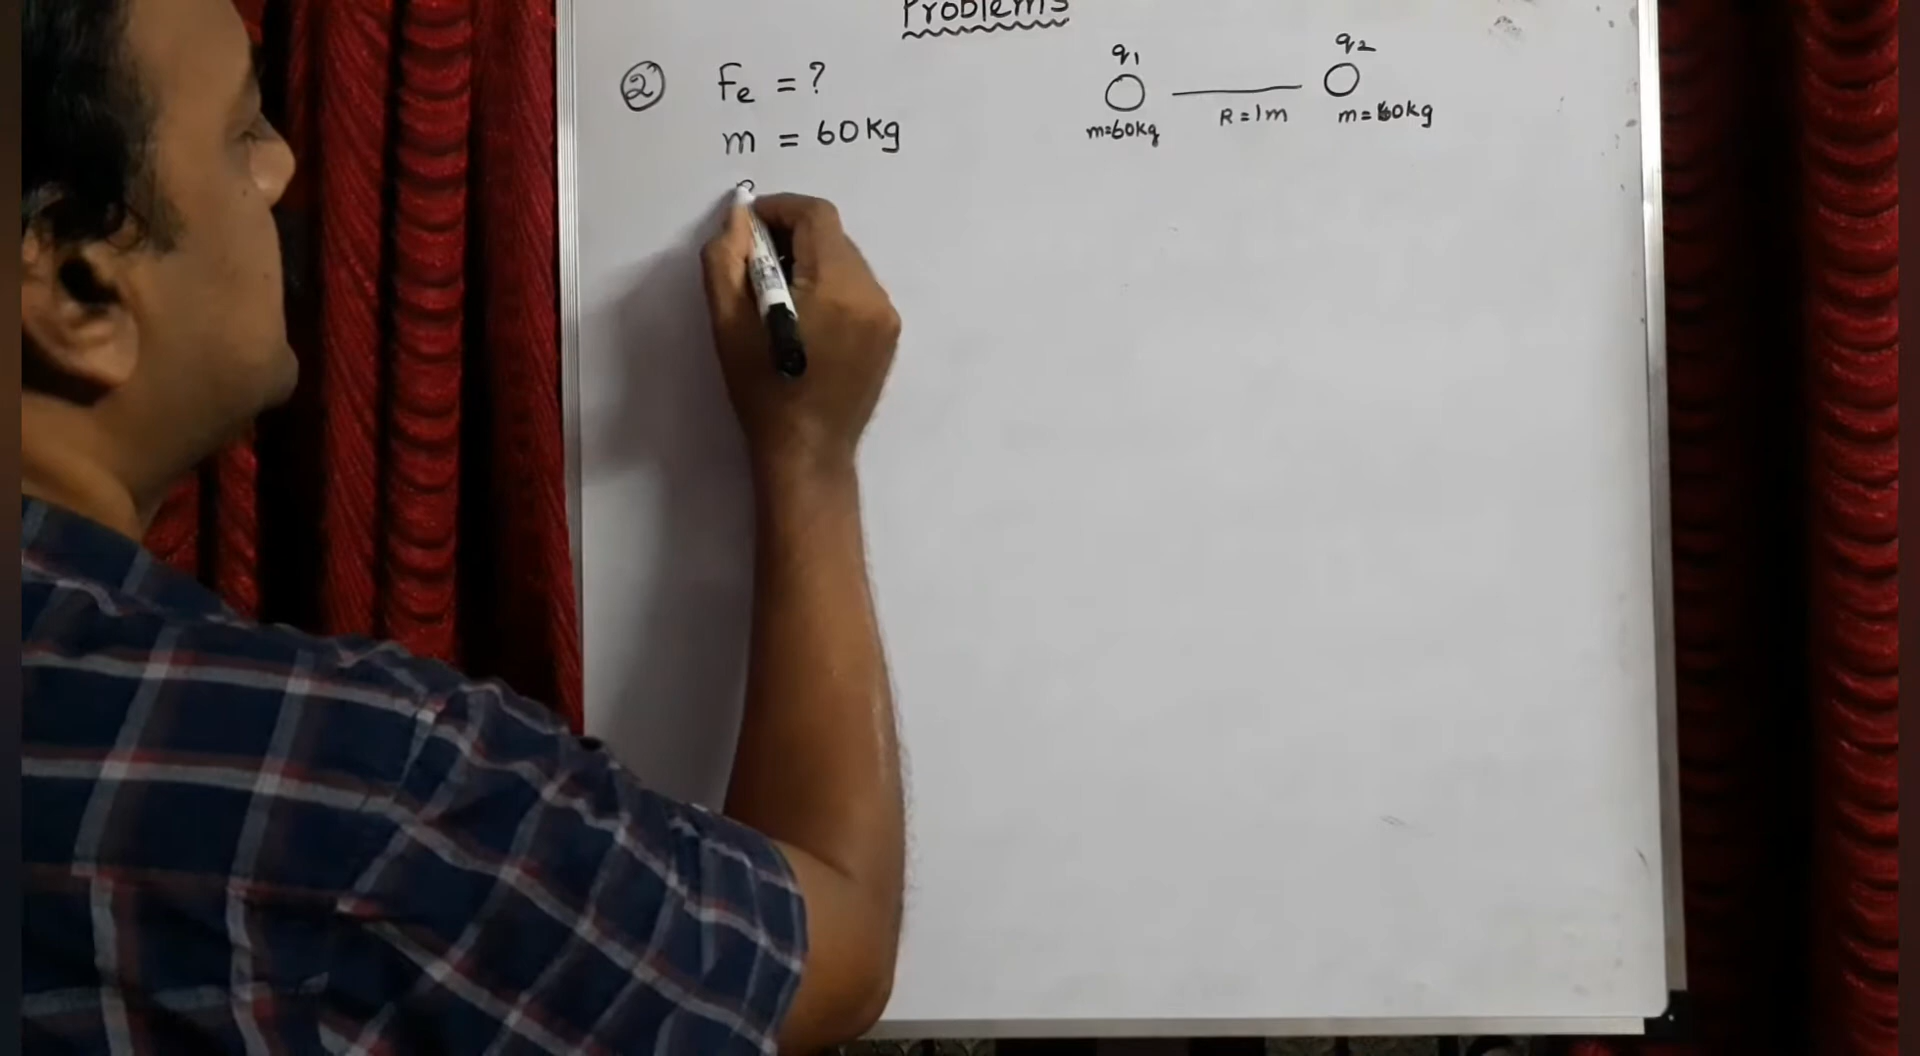 Problems
② Fe = ?
m = 60 kg
q1
q2
R = 1m
m=60kg
m=60kg